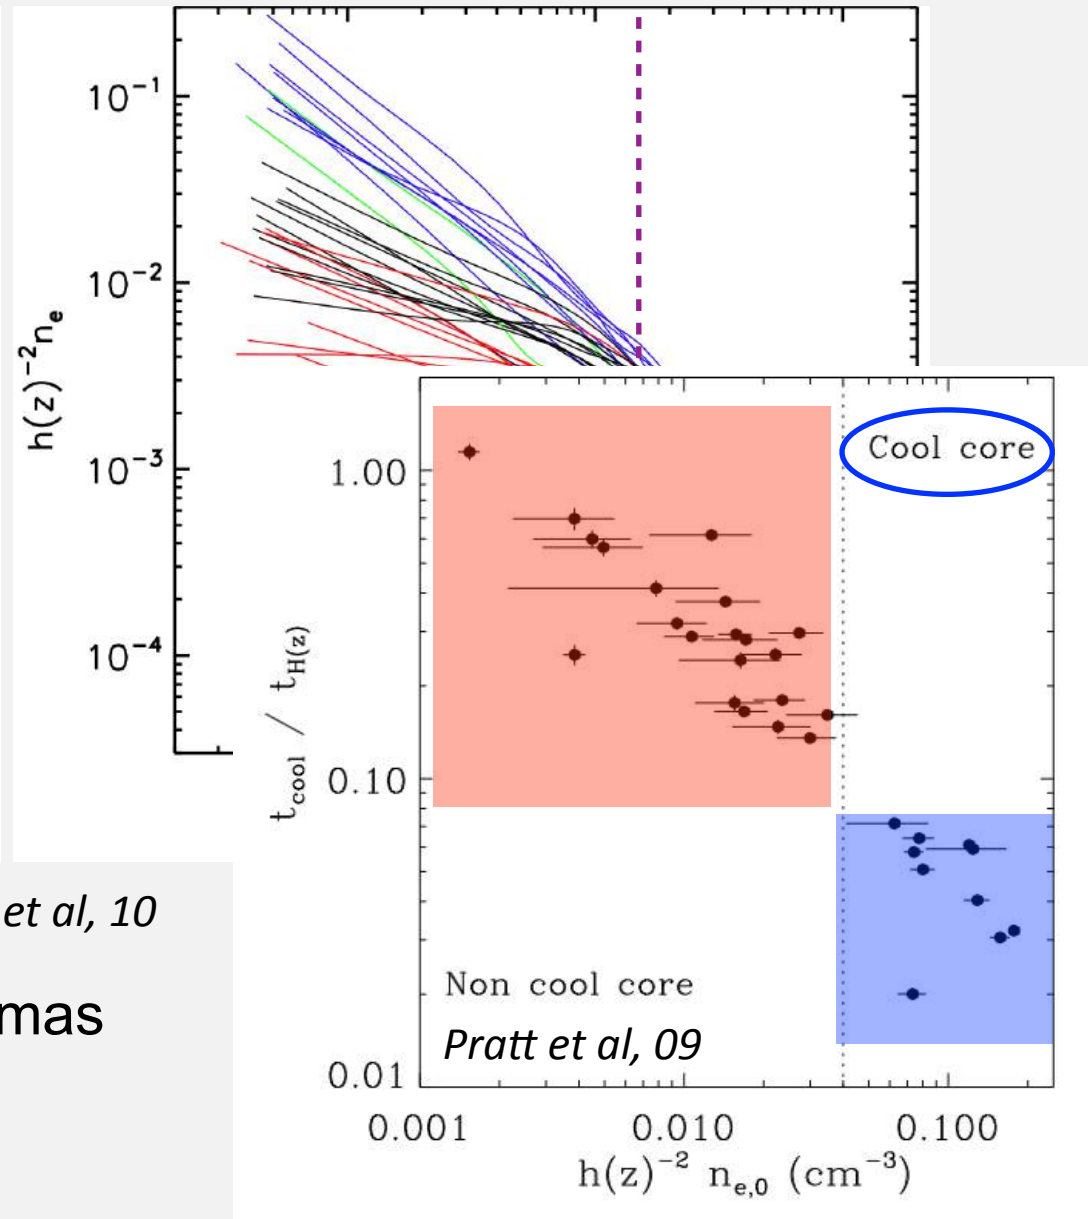 10⁻¹
10⁻²
10⁻³
10⁻⁴
h(z)⁻²nₑ
et al, 10
mas
Cool core
1.00
0.10
0.01
t_cool / t_H(z)
Non cool core
Pratt et al, 09
0.001 0.010 0.100
h(z)⁻² n_e,0 (cm⁻³)